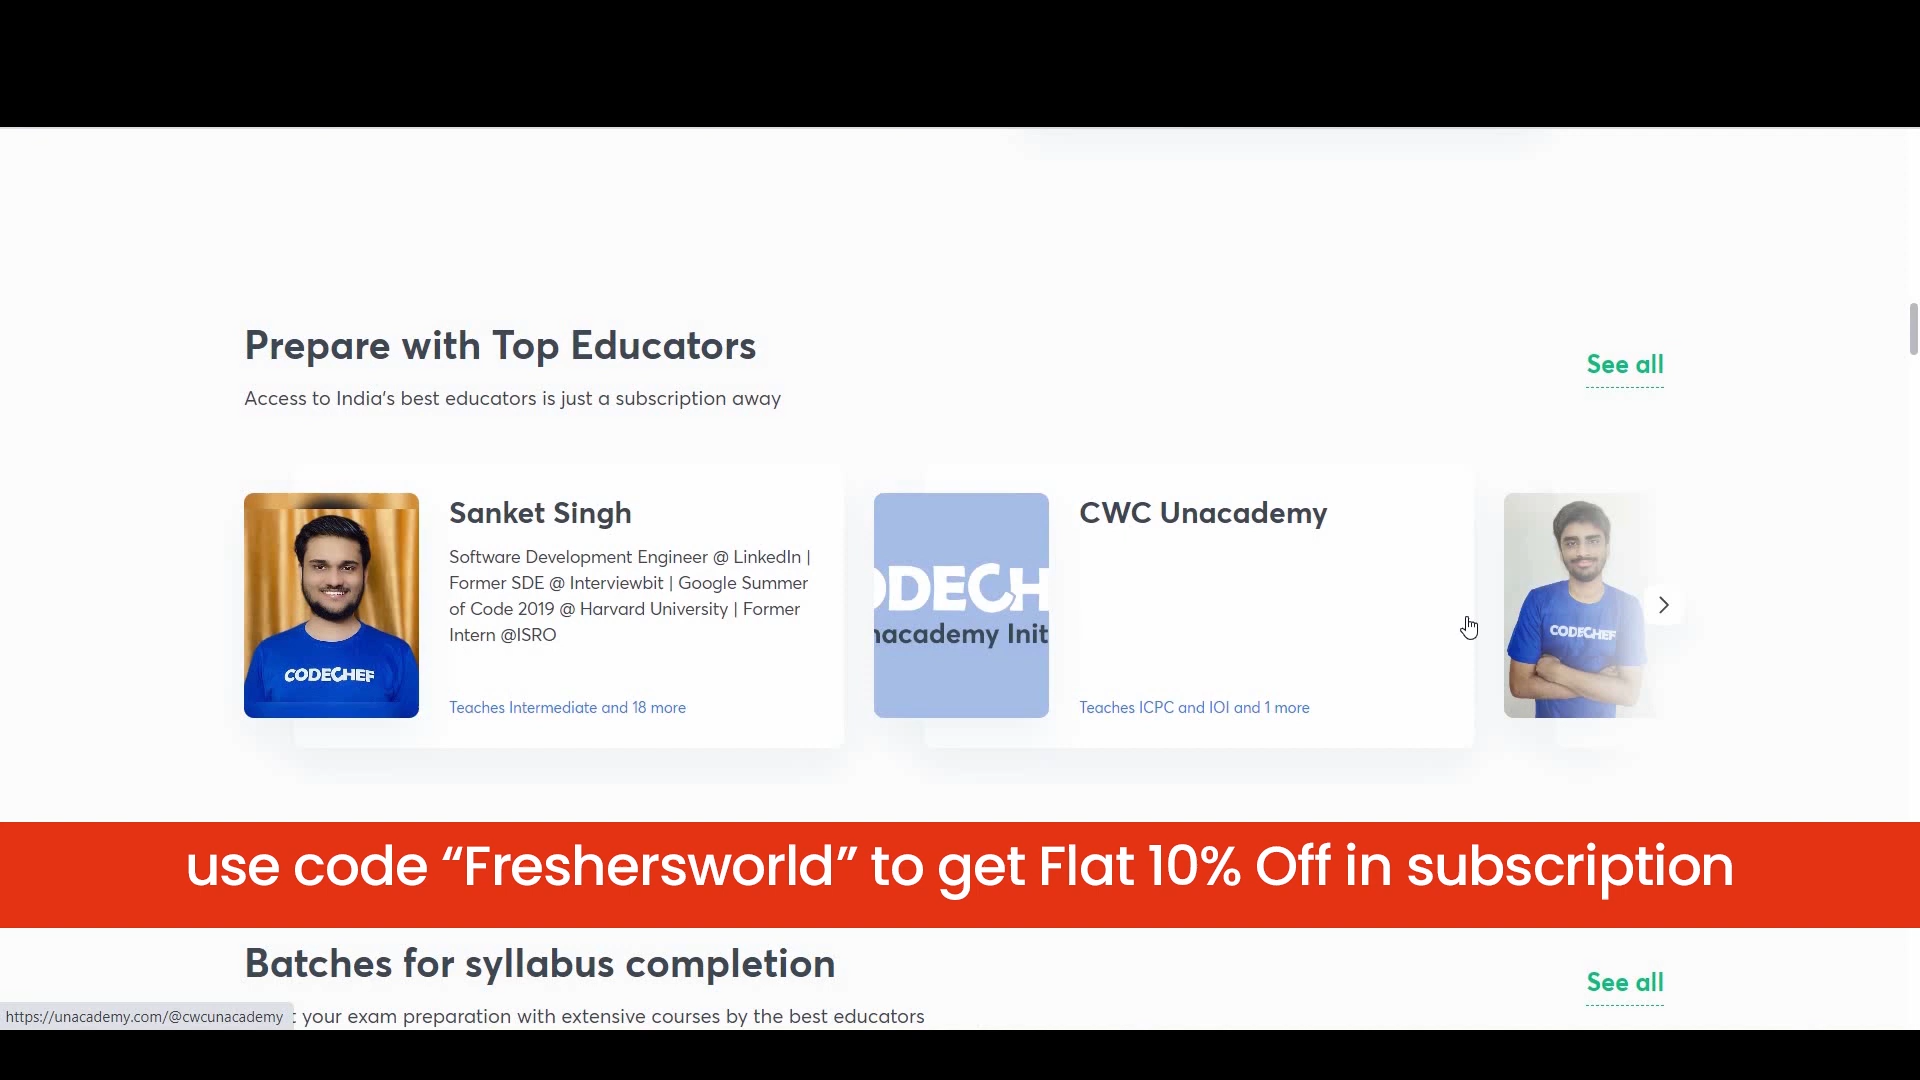 Prepare with Top Educators
See all
Access to India's best educators is just a subscription away
Sanket Singh
Software Development Engineer @ LinkedIn |
Former SDE @ Interviewbit | Google Summer
of Code 2019 @ Harvard University | Former
Intern @ISRO
Teaches Intermediate and 18 more
CODECHEF
ODECH
nacademy Init
CWC Unacademy
Teaches ICPC and IOI and 1 more
CODECHEF
use code “Freshersworld” to get Flat 10% Off in subscription
Batches for syllabus completion
See all
your exam preparation with extensive courses by the best educators
https://unacademy.com/@cwcunacademy